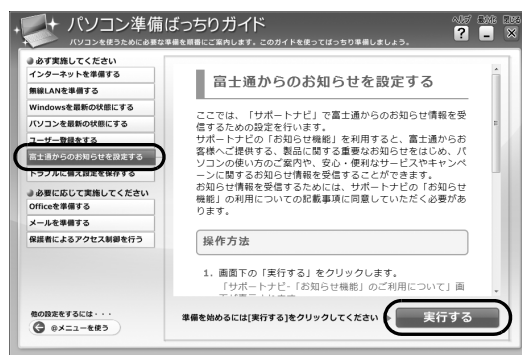 パソコン準備ばっちりガイド
パソコンを使うために必要な準備を順番にご案内します。このガイドを使ってばっちり準備しましょう。
ヘルプ 最小化 閉じる
必ず実施してください
インターネットを準備する
無線LANを準備する
Windowsを最新の状態にする
パソコンを最新の状態にする
ユーザー登録をする
富士通からのお知らせを設定する
トラブルに備え設定を保存する
必要に応じて実施してください
Officeを準備する
メールを準備する
保護者によるアクセス制御を行う
他の設定をするには・・・
@メニューを使う
富士通からのお知らせを設定する
ここでは、「サポートナビ」で富士通からのお知らせ情報を受
信するための設定を行います。
サポートナビの「お知らせ機能」を利用すると、富士通からお
客様へご提供する、製品に関する重要なお知らせをはじめ、パ
ソコンの使い方のご案内や、安心・便利なサービスやキャンペ
ーンに関するお知らせ情報を受信することができます。
お知らせ情報を受信するためには、サポートナビの「お知らせ
機能」の利用についての記載事項に同意していただく必要があ
ります。
操作方法
1. 画面下の「実行する」をクリックします。
「サポートナビ-「お知らせ機能」のご利用について」画
準備を始めるには[実行する]をクリックしてください
実行する